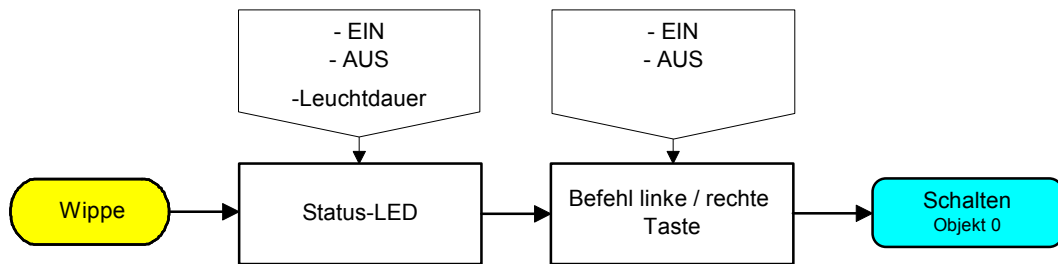 - EIN
- AUS
-Leuchtdauer
- EIN
- AUS
Wippe
Status-LED
Befehl linke / rechte
Taste
Schalten
Objekt 0